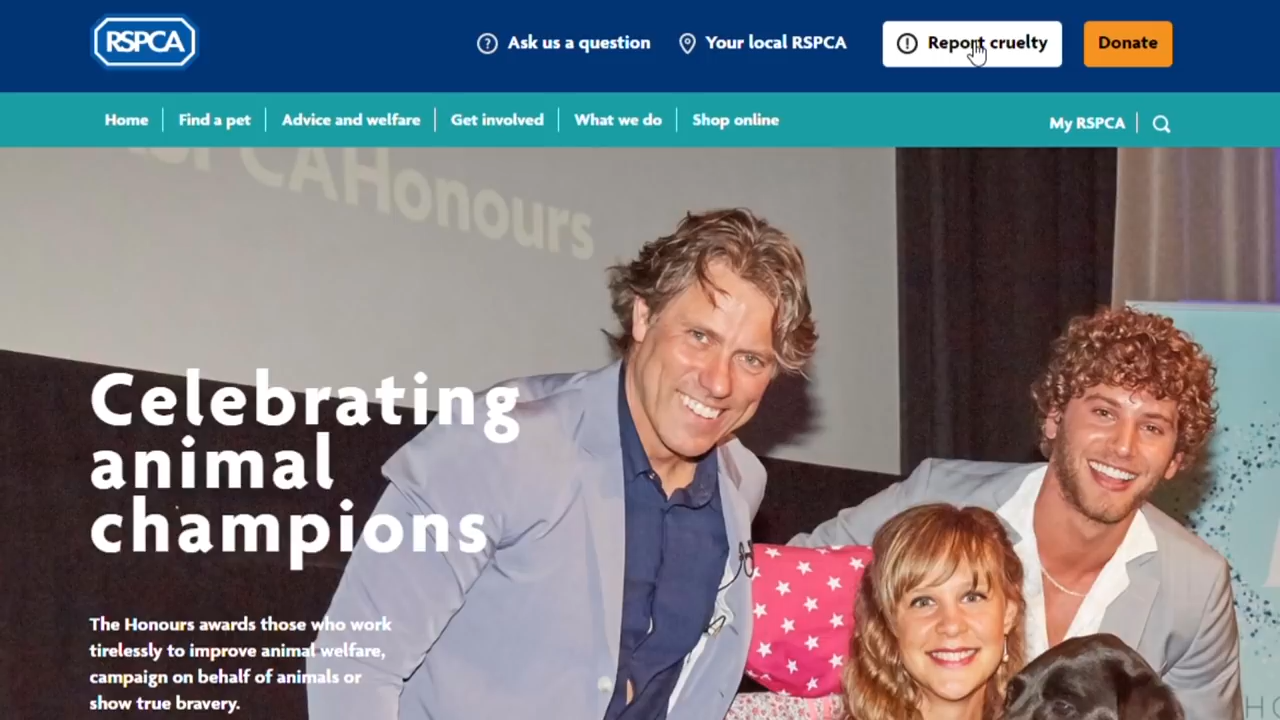 RSPCA
Ask us a question
Your local RSPCA
Report cruelty
Donate
Home
Find a pet
Advice and welfare
Get involved
What we do
Shop online
My RSPCA
SPCAHonours
Celebrating
animal
champions
The Honours awards those who work
tirelessly to improve animal welfare,
campaign on behalf of animals or
show true bravery.
HO